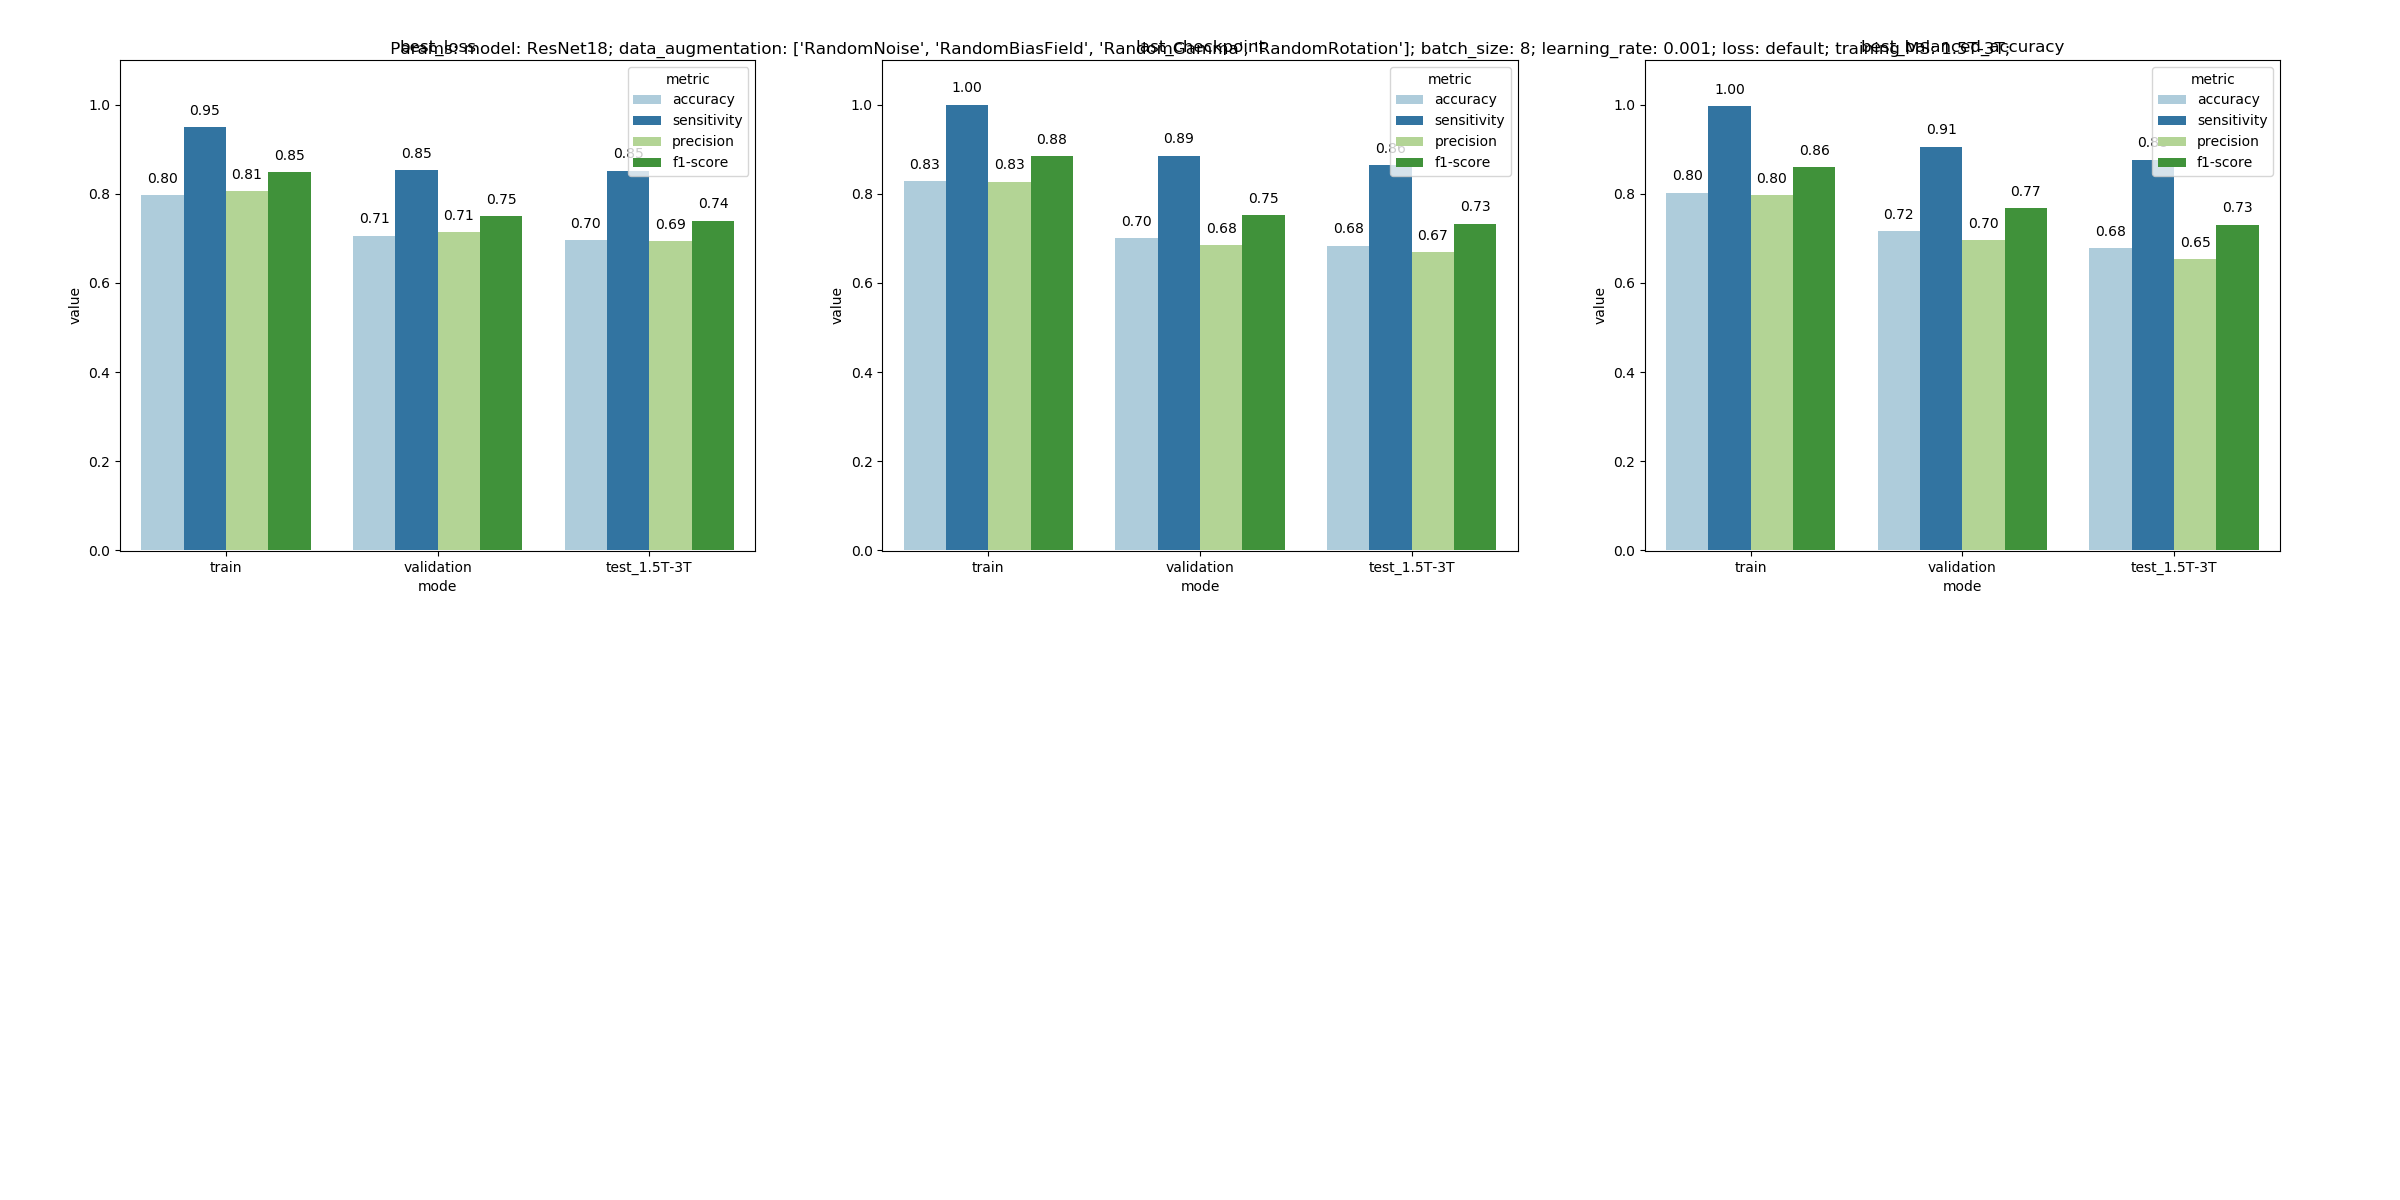 best_loss
last_checkpoint
best_balanced_accuracy
Params: model: ResNet18; data_augmentation: ['RandomNoise', 'RandomBiasField', 'RandomGamma', 'RandomRotation']; batch_size: 8; learning_rate: 0.001; loss: default; training_MS: 1.5T-3T;
metric
accuracy
sensitivity
precision
f1-score
1.0
0.8
0.6
0.4
0.2
0.0
value
0.80
0.95
0.81
0.85
0.71
0.85
0.71
0.75
0.70
0.85
0.69
0.74
train
validation
test_1.5T-3T
mode
metric
accuracy
sensitivity
precision
f1-score
1.0
0.8
0.6
0.4
0.2
0.0
value
0.83
1.00
0.83
0.88
0.70
0.89
0.68
0.75
0.68
0.86
0.67
0.73
train
validation
test_1.5T-3T
mode
metric
accuracy
sensitivity
precision
f1-score
1.0
0.8
0.6
0.4
0.2
0.0
value
0.80
1.00
0.80
0.86
0.72
0.91
0.70
0.77
0.68
0.65
0.73
train
validation
test_1.5T-3T
mode